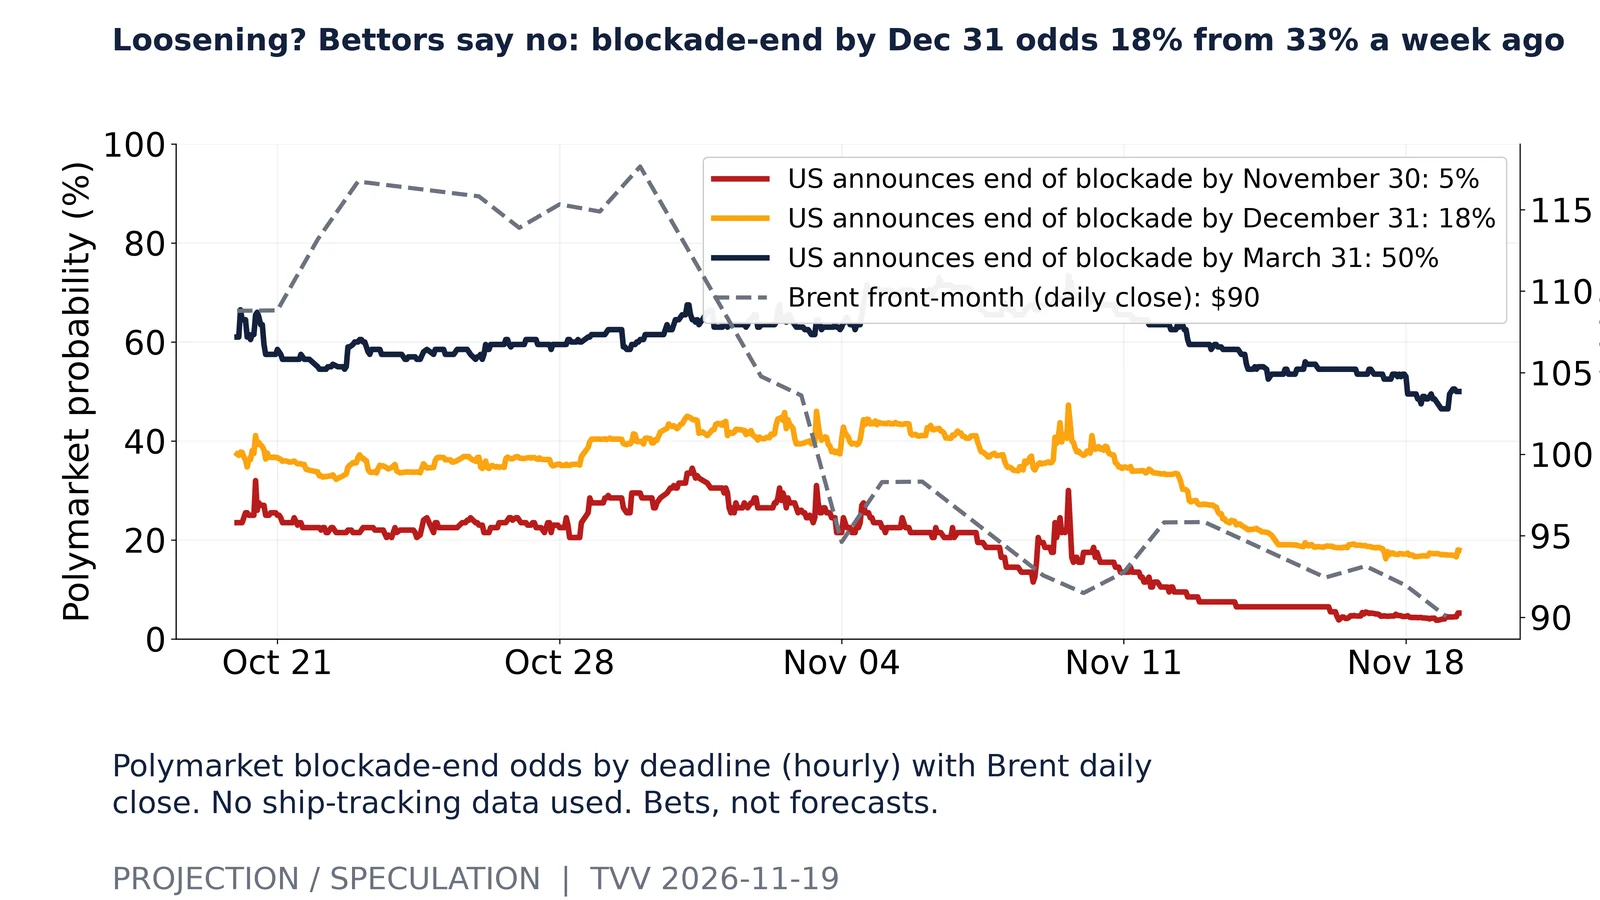 Loosening? Bettors say no: blockade-end by Dec 31 odds 18% from 33% a week ago
Polymarket probability (%)
100
80
60
40
20
0
US announces end of blockade by November 30: 5%
US announces end of blockade by December 31: 18%
US announces end of blockade by March 31: 50%
Brent front-month (daily close): $90
115
110
105
100
95
90
Oct 21
Oct 28
Nov 04
Nov 11
Nov 18
Polymarket blockade-end odds by deadline (hourly) with Brent daily
close. No ship-tracking data used. Bets, not forecasts.
PROJECTION / SPECULATION | TVV 2026-11-19